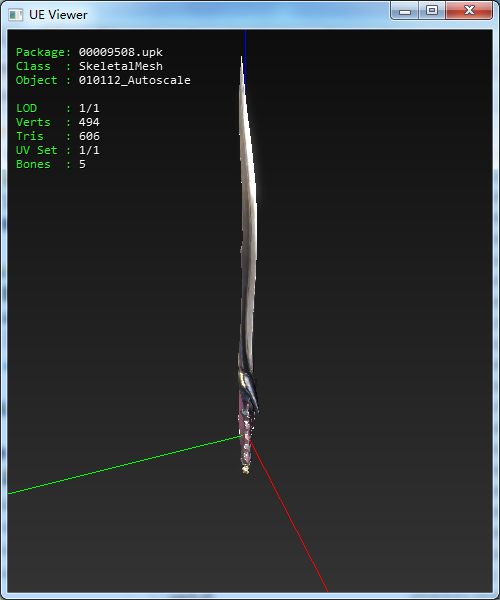 UE Viewer
Package: 00009508.upk
Class  : SkeletalMesh
Object : 010112_Autoscale
LOD    : 1/1
Verts  : 494
Tris   : 606
UV Set : 1/1
Bones  : 5